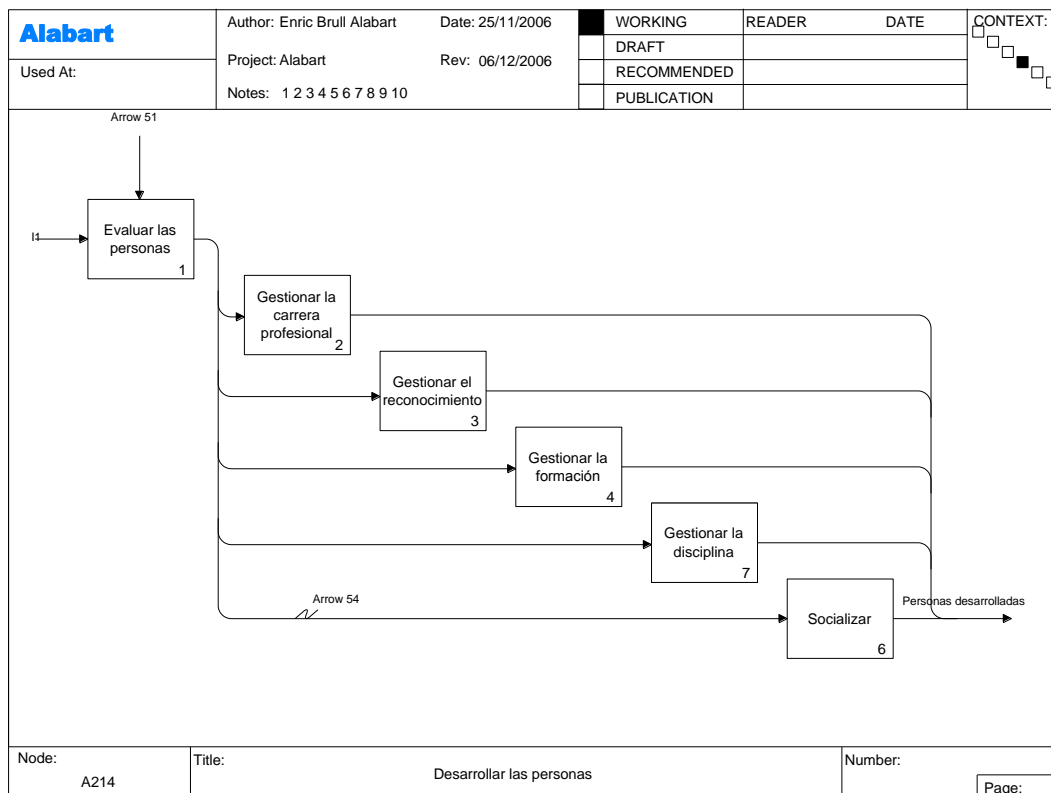 Alabart
Used At:
Author: Enric Brull Alabart
Date: 25/11/2006
Project: Alabart
Rev: 06/12/2006
Notes: 1 2 3 4 5 6 7 8 9 10
WORKING
DRAFT
RECOMMENDED
PUBLICATION
READER
DATE
CONTEXT:
Arrow 51
I1
Evaluar las
personas
1
Gestionar la
carrera
profesional
2
Gestionar el
reconocimiento
3
Gestionar la
formación
4
Gestionar la
disciplina
7
Arrow 54
Socializar
6
Personas desarrolladas
Node:
A214
Title:
Desarrollar las personas
Number:
Page: